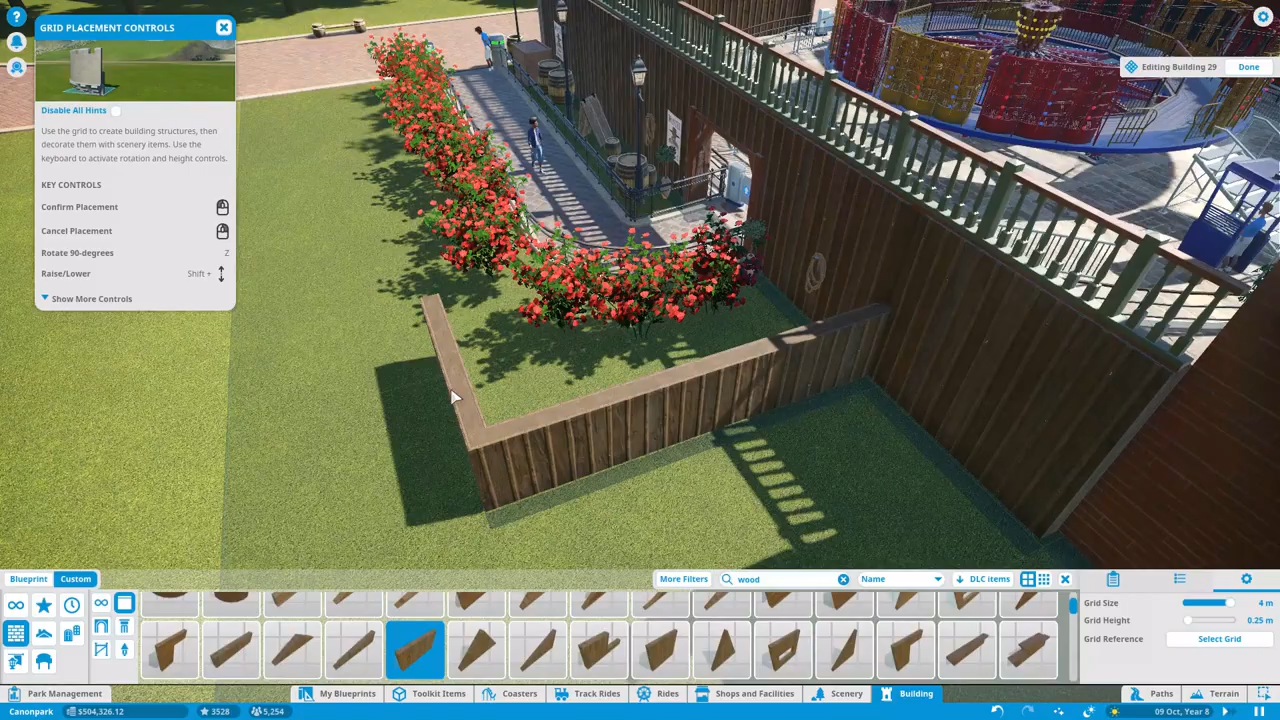 GRID PLACEMENT CONTROLS
Disable All Hints
Use the grid to create building structures, then
decorate them with scenery items. Use the
keyboard to activate rotation and height controls.
KEY CONTROLS
Confirm Placement
Cancel Placement
Rotate 90-degrees Z
Raise/Lower Shift +
Show More Controls
Editing Building 29 Done
Blueprint Custom More Filters wood Name DLC items
Grid Size 4 m
Grid Height 0.25 m
Grid Reference Select Grid
Park Management My Blueprints Toolkit Items Coasters Track Rides Rides Shops and Facilities Scenery Building Paths Terrain
Canonpark $504,326.12 3528 5,254 09 Oct, Year 8